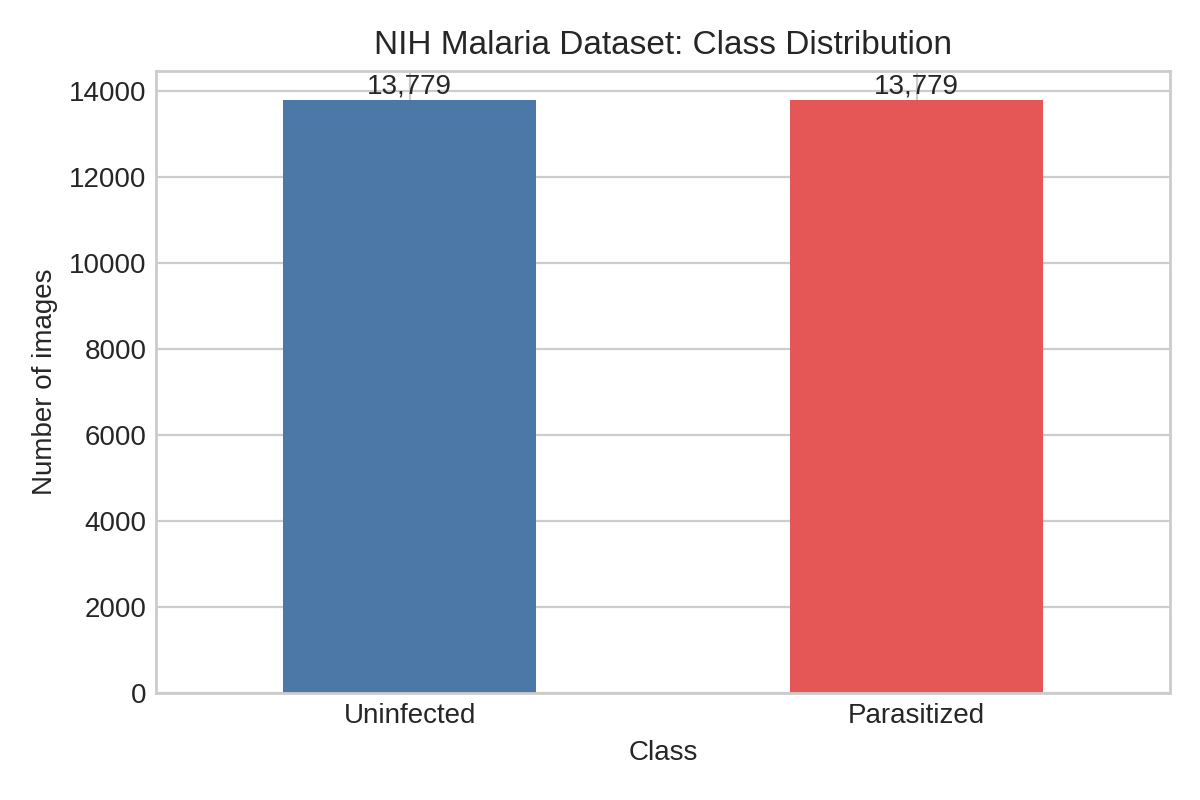 NIH Malaria Dataset: Class Distribution
13,779 13,779
14000
12000
10000
8000
6000
4000
2000
0
Number of images
Uninfected Parasitized
Class